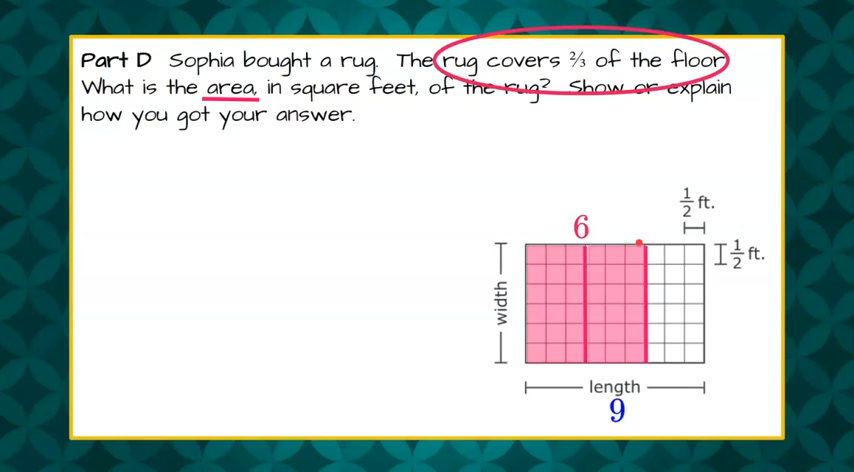 Part D Sophia bought a rug. The rug covers ⅔ of the floor.
What is the area, in square feet, of the rug? Show or explain
how you got your answer.
1/2 ft.
6
1/2 ft.
width
length
9